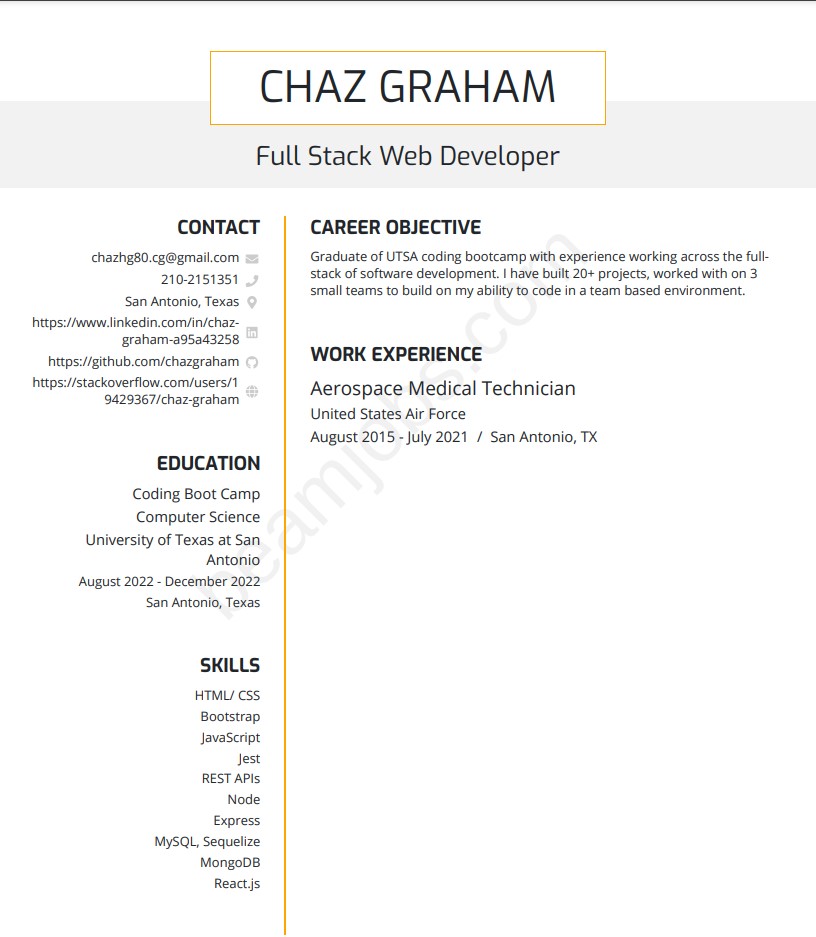 CHAZ GRAHAM
Full Stack Web Developer
CONTACT
chazhg80.cg@gmail.com
210-2151351
San Antonio, Texas
https://www.linkedin.com/in/chaz-
graham-a95a43258
https://github.com/chazgraham
https://stackoverflow.com/users/1
9429367/chaz-graham
EDUCATION
Coding Boot Camp
Computer Science
University of Texas at San
Antonio
August 2022 - December 2022
San Antonio, Texas
SKILLS
HTML/ CSS
Bootstrap
JavaScript
Jest
REST APIs
Node
Express
MySQL, Sequelize
MongoDB
React.js
CAREER OBJECTIVE
Graduate of UTSA coding bootcamp with experience working across the full-
stack of software development. I have built 20+ projects, worked with on 3
small teams to build on my ability to code in a team based environment.
WORK EXPERIENCE
Aerospace Medical Technician
United States Air Force
August 2015 - July 2021 / San Antonio, TX
beamjobs.com